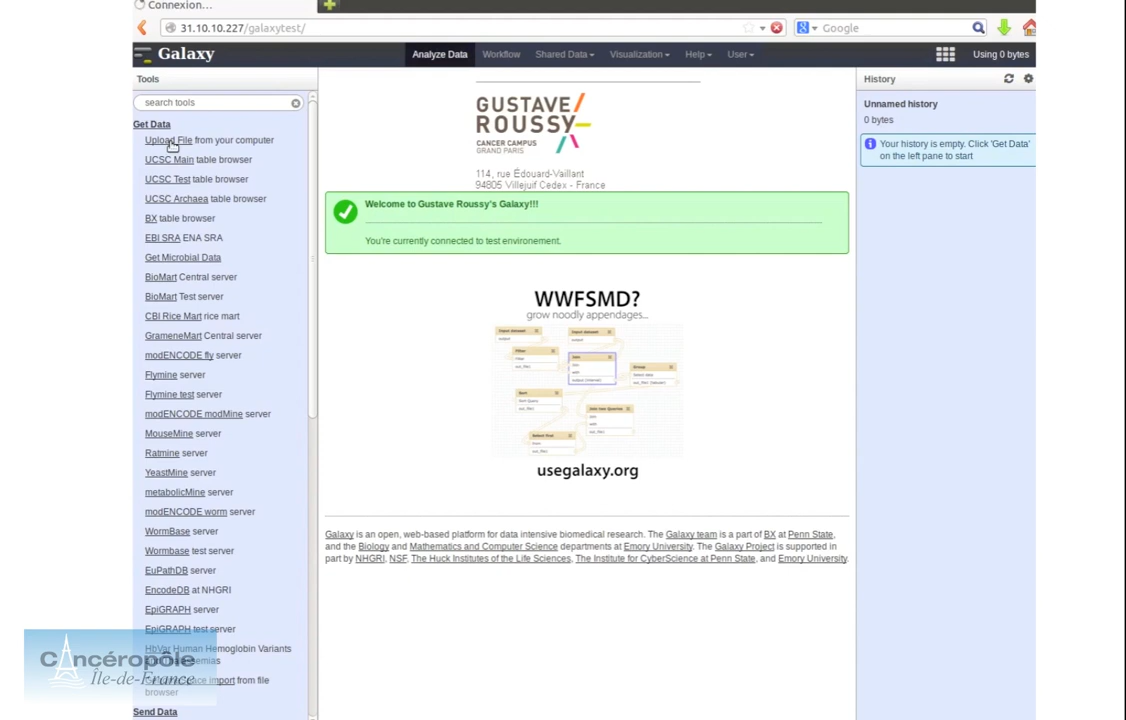 Connexion...
31.10.10.227/galaxytest/
Google
Galaxy
Analyze Data Workflow Shared Data Visualization Help User
Using 0 bytes
Tools
search tools
Get Data
Upload File from your computer
UCSC Main table browser
UCSC Test table browser
UCSC Archaea table browser
BX table browser
EBI SRA ENA SRA
Get Microbial Data
BioMart Central server
BioMart Test server
CBI Rice Mart rice mart
GrameneMart Central server
modENCODE fly server
Flymine server
Flymine test server
modENCODE modMine server
MouseMine server
Ratmine server
YeastMine server
metabolicMine server
modENCODE worm server
WormBase server
Wormbase test server
EuPathDB server
EncodeDB at NHGRI
EpiGRAPH server
EpiGRAPH test server
HbVar Human Hemoglobin Variants
import from file
browser
Send Data
Cancéropôle
Île-de-France
GUSTAVE
ROUSSY
CANCER CAMPUS
GRAND PARIS
114, rue Édouard-Vaillant
94805 Villejuif Cedex - France
Welcome to Gustave Roussy's Galaxy!!!
You're currently connected to test environement.
WWFSMD?
grow noodly appendages...
usegalaxy.org
Galaxy is an open, web-based platform for data intensive biomedical research. The Galaxy team is a part of BX at Penn State,
and the Biology and Mathematics and Computer Science departments at Emory University. The Galaxy Project is supported in
part by NHGRI, NSF, The Huck Institutes of the Life Sciences, The Institute for CyberScience at Penn State, and Emory University.
History
Unnamed history
0 bytes
Your history is empty. Click 'Get Data'
on the left pane to start